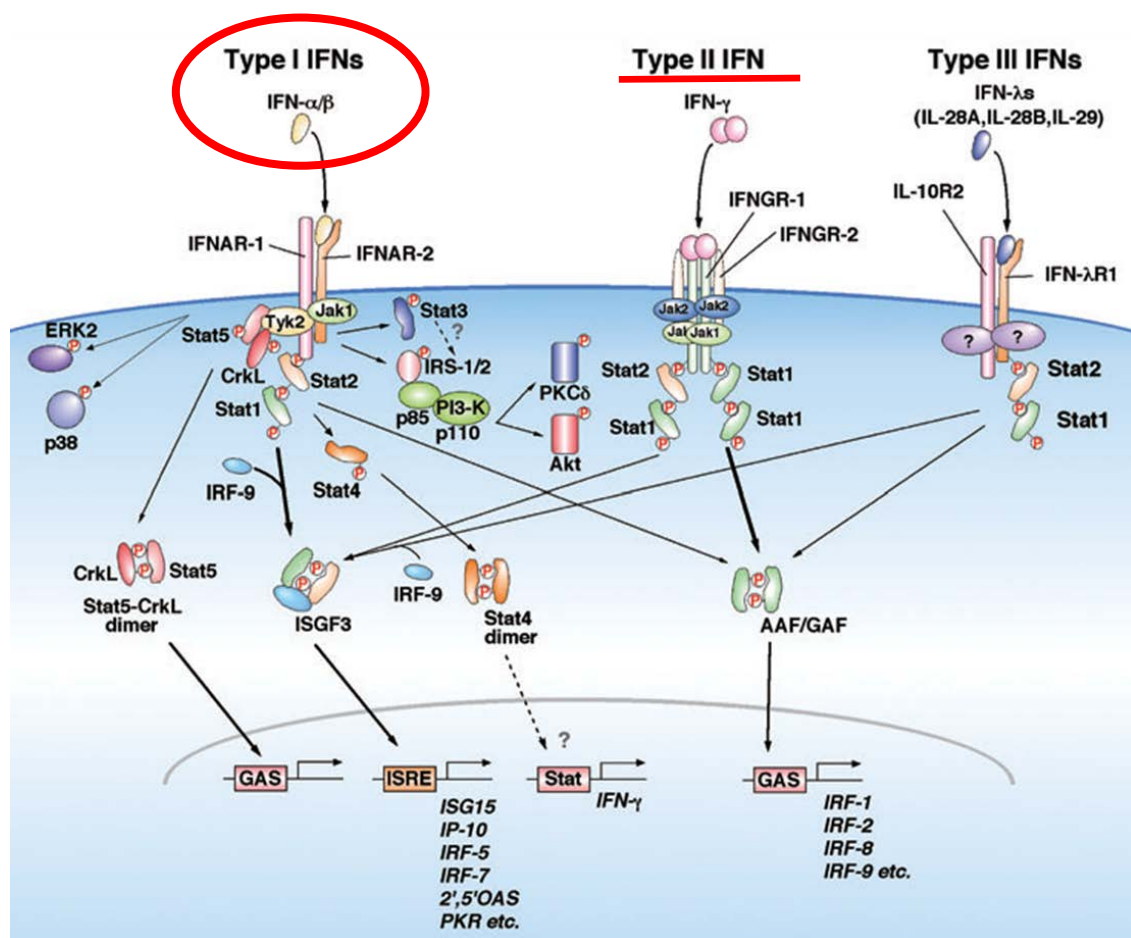 Type I IFNs
IFN-α/β
Type II IFN
IFN-γ
Type III IFNs
IFN-λs
(IL-28A,IL-28B,IL-29)
IFNAR-1
IFNAR-2
IFNGR-1
IFNGR-2
IL-10R2
IFN-λR1
ERK2
P
p38
P
Stat5
P
Tyk2
Jak1
CrkL
P
P
Stat2
P
Stat1
P
Stat3
P
?
P
IRS-1/2
p85
PI3-K
p110
P
PKCδ
P
Akt
Jak2
Jak2
Jak
Jak1
P
P
Stat2
Stat1
P
P
Stat1
Stat1
P
P
?
?
P
Stat2
P
Stat1
P
IRF-9
Stat4
P
CrkL
P
P
Stat5
Stat5-CrkL
dimer
P
P
ISGF3
IRF-9
P
P
Stat4
dimer
P
P
AAF/GAF
GAS
ISRE
?
Stat
GAS
ISG15
IP-10
IRF-5
IRF-7
2',5'OAS
PKR etc.
IFN-γ
IRF-1
IRF-2
IRF-8
IRF-9 etc.